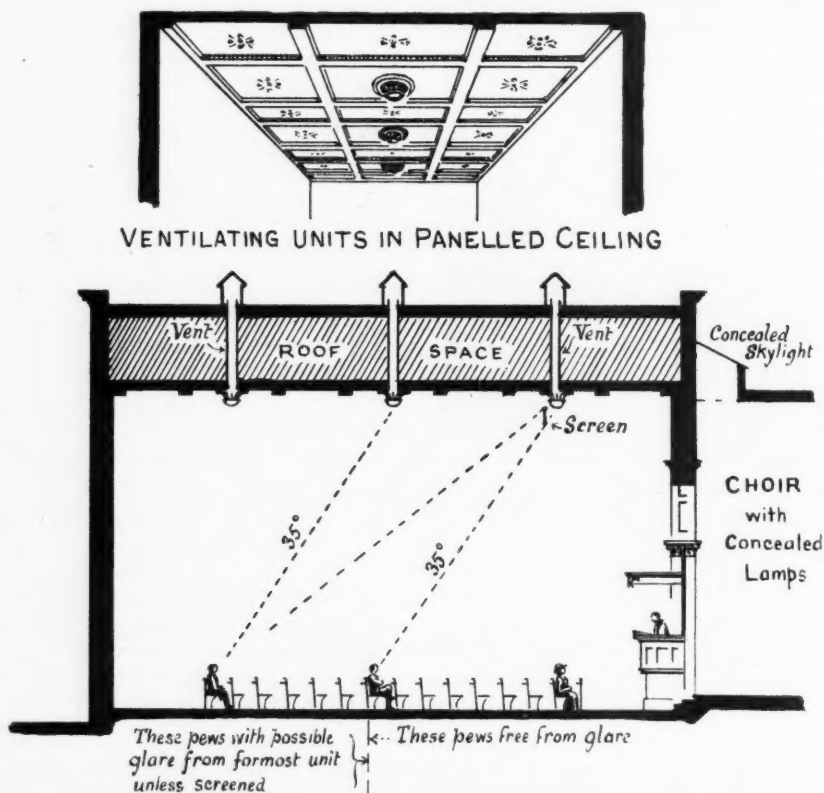 VENTILATING UNITS IN PANELLED CEILING
Vent
ROOF SPACE
Vent
Concealed
Skylight
Screen
35°
35°
CHOIR
with
Concealed
Lamps
These pews with possible
glare from formost unit
unless screened
These pews free from glare